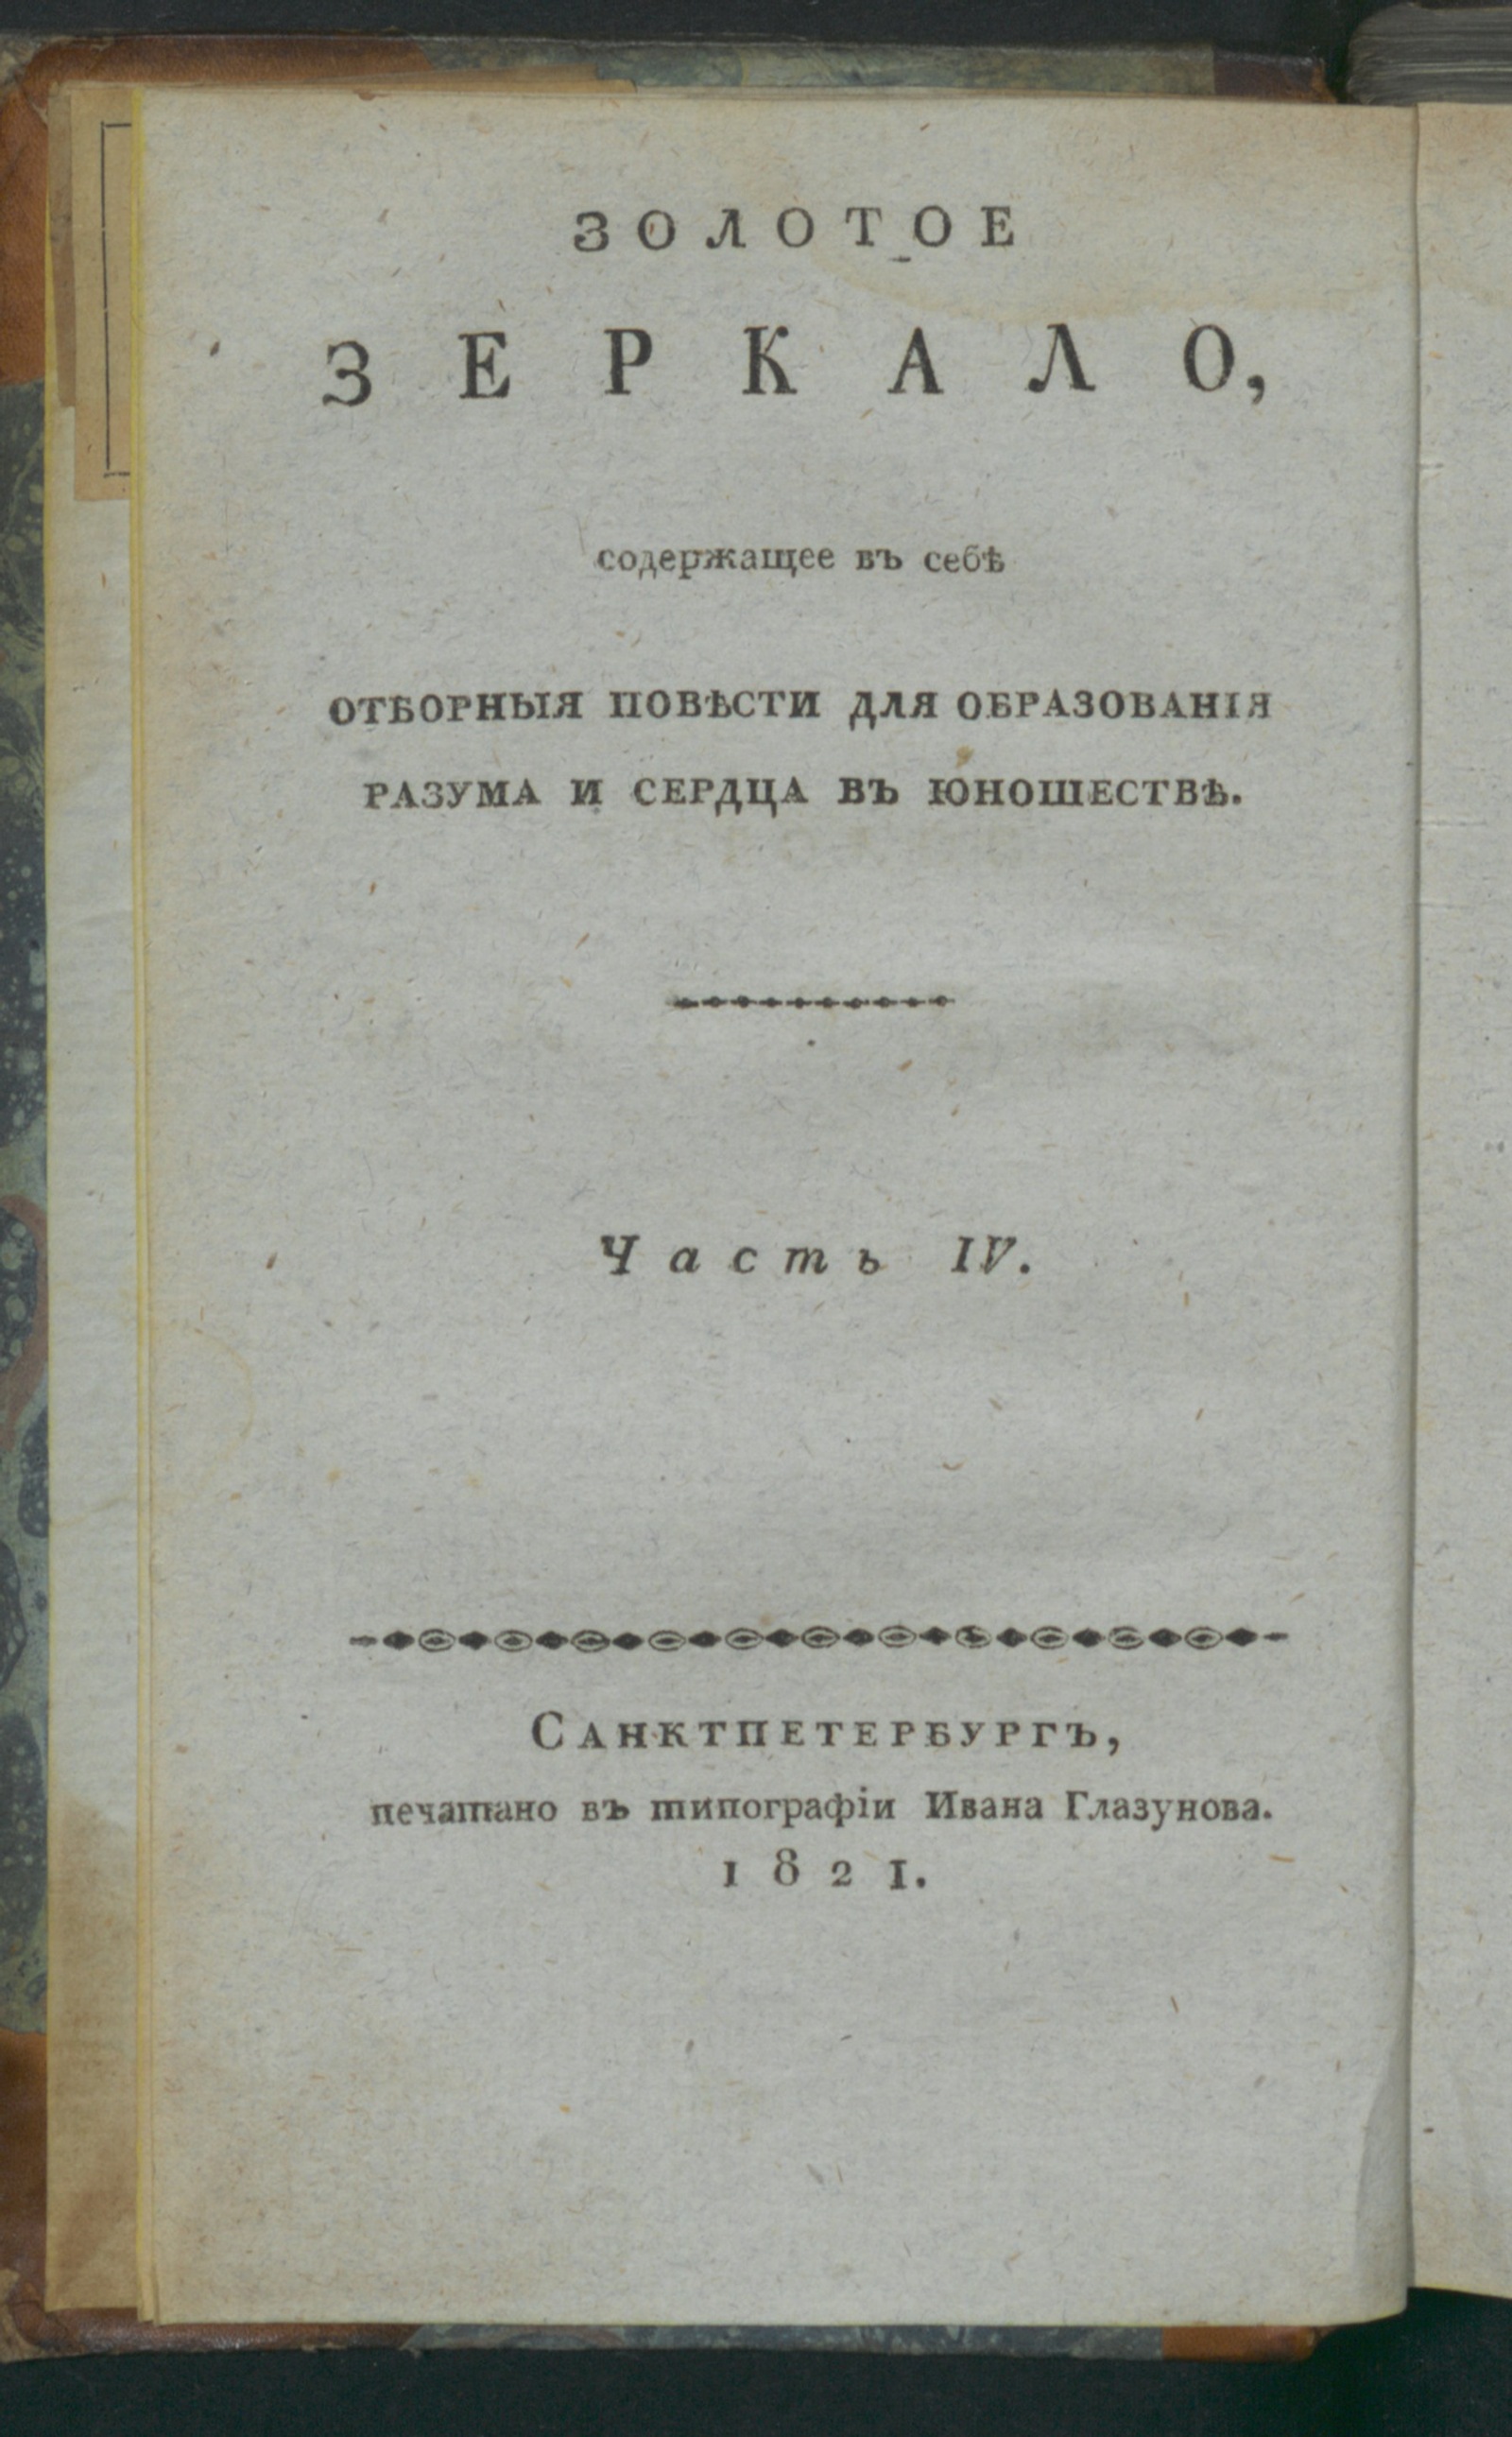 ЗОЛОТОЕ
ЗЕРКАЛО,
содержащее въ себѣ
ОТБОРНЫЯ ПОВѢСТИ ДЛЯ ОБРАЗОВАНІЯ
РАЗУМА И СЕРДЦА ВЪ ЮНОШЕСТВѢ.
Часть IV.
САНКТПЕТЕРБУРГЪ,
печатано въ типографіи Ивана Глазунова.
1821.